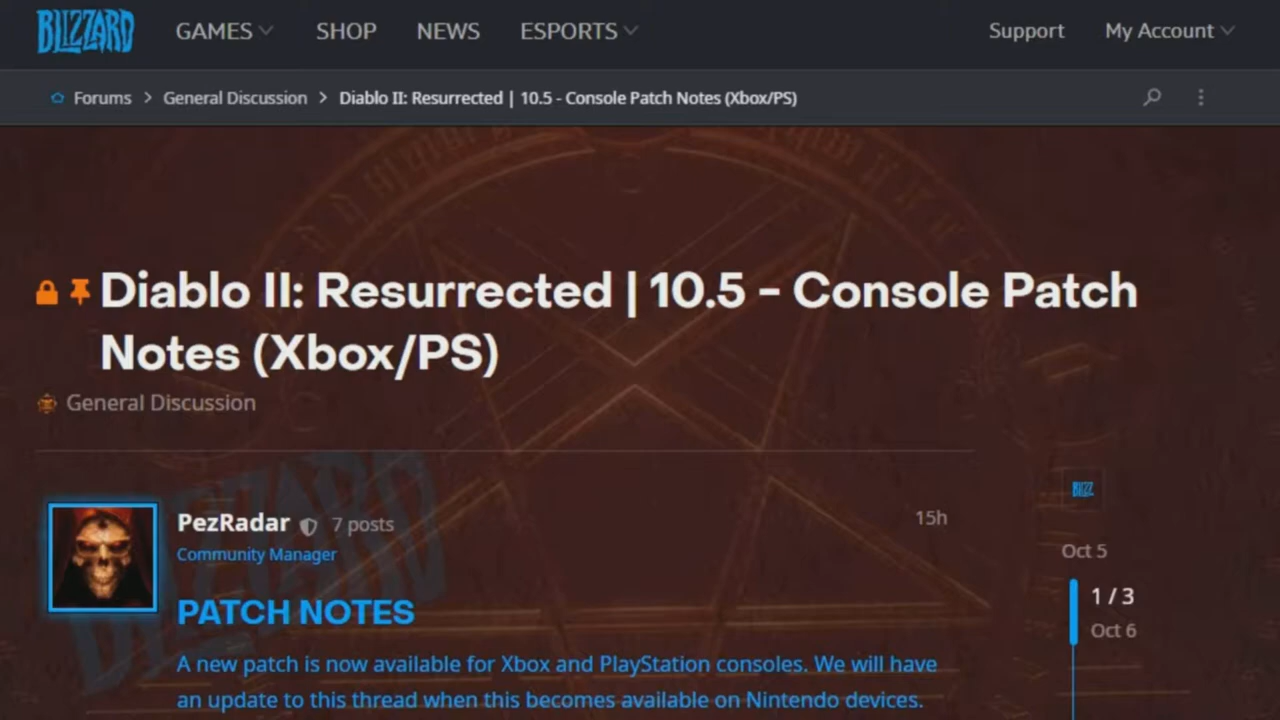 BLIZZARD GAMES SHOP NEWS ESPORTS Support My Account
Forums > General Discussion > Diablo II: Resurrected | 10.5 - Console Patch Notes (Xbox/PS)
Diablo II: Resurrected | 10.5 - Console Patch
Notes (Xbox/PS)
General Discussion
BLIZZARD
BLIZZ
PezRadar 7 posts 15h
Community Manager
Oct 5
1 / 3
Oct 6
PATCH NOTES
A new patch is now available for Xbox and PlayStation consoles. We will have
an update to this thread when this becomes available on Nintendo devices.